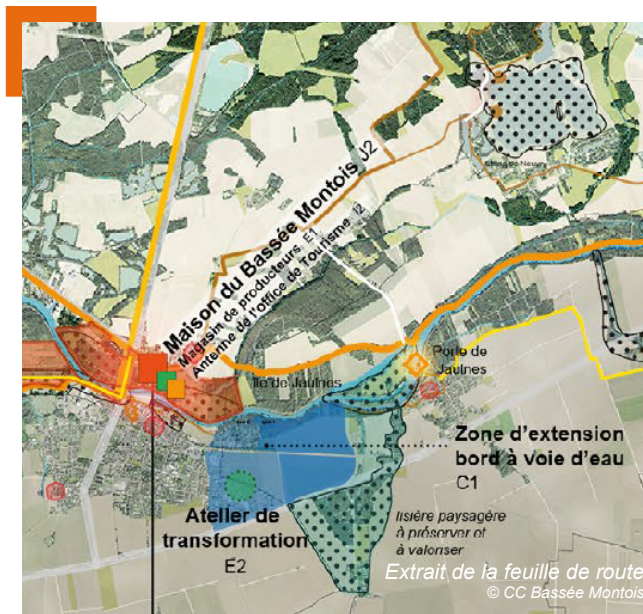 Maison du Bassée Montois J2
Magasin de producteurs E1
Antenne de l'office de Tourisme J2
Ile de Jaulnes
Porte de
Jaulnes
Zone d'extension
bord à voie d'eau
C1
Atelier de
transformation
E2
lisière paysagère
à préserver et
à valoriser
Extrait de la feuille de route
© CC Bassée Montois